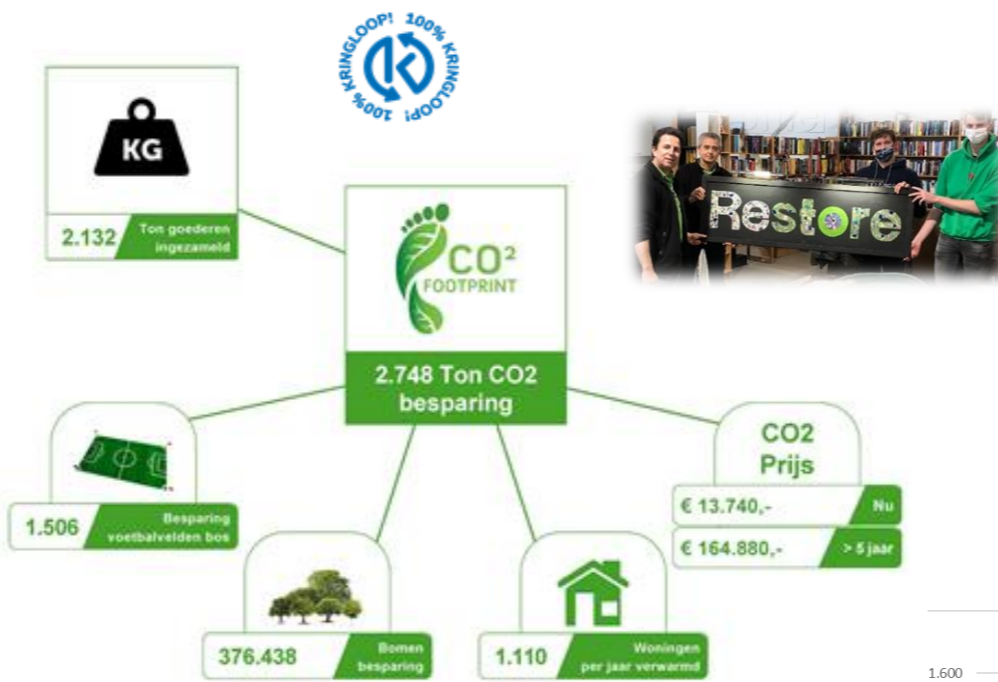 100% KRINGLOOP! 100% KRINGLOOP!
KG
2.132
Ton goederen
ingezameld
CO²
FOOTPRINT
2.748 Ton CO2
besparing
Restore
1.506
Besparing
voetbalvelden bos
CO2
Prijs
€ 13.740,-
Nu
€ 164.880,-
> 5 jaar
376.438
Bomen
besparing
1.110
Woningen
per jaar verwarmd
1.600